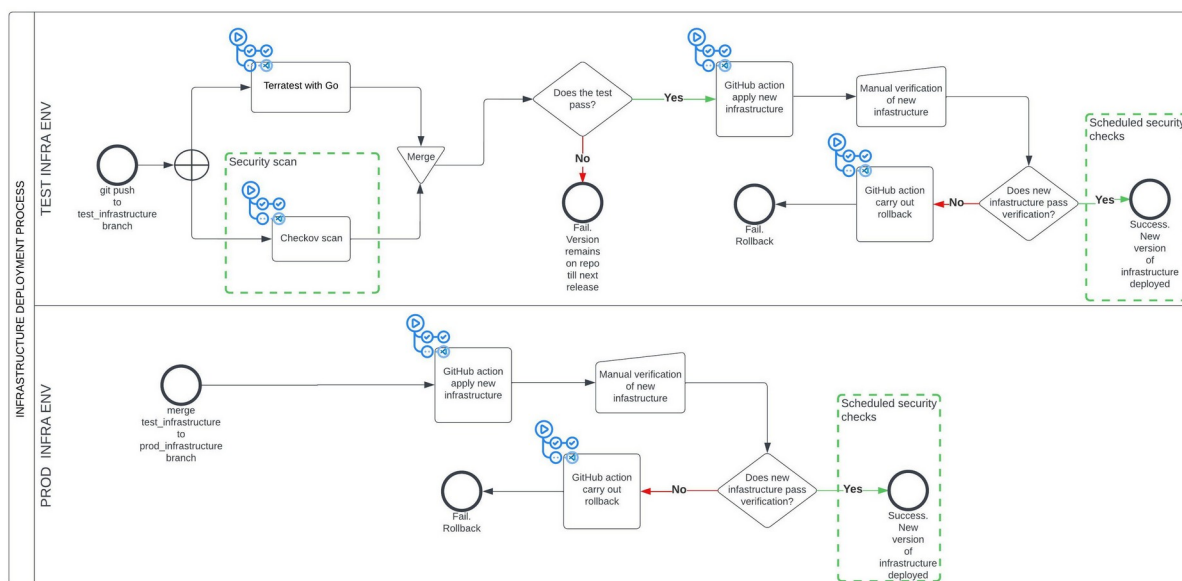 INFRASTRUCTURE DEPLOYMENT PROCESS
TEST INFRA ENV
git push
to
test_infrastructure
branch
Terratest with Go
Security scan
Checkov scan
Merge
Does the test
pass?
Yes
No
Fail.
Version
remains
on repo
till next
release
GitHub action
apply new
infrastructure
Manual verification
of new
infastructure
Does new
infastructure pass
verification?
No
GitHub action
carry out
rollback
Fail.
Rollback
Yes
Scheduled security
checks
Success.
New
version
of
infrastructure
deployed
PROD INFRA ENV
merge
test_infrastructure
to
prod_infrastructure
branch
GitHub action
apply new
infrastructure
Manual verification
of new
infastructure
Does new
infastructure pass
verification?
No
GitHub action
carry out
rollback
Fail.
Rollback
Yes
Scheduled security
checks
Success.
New
version
of
infrastructure
deployed